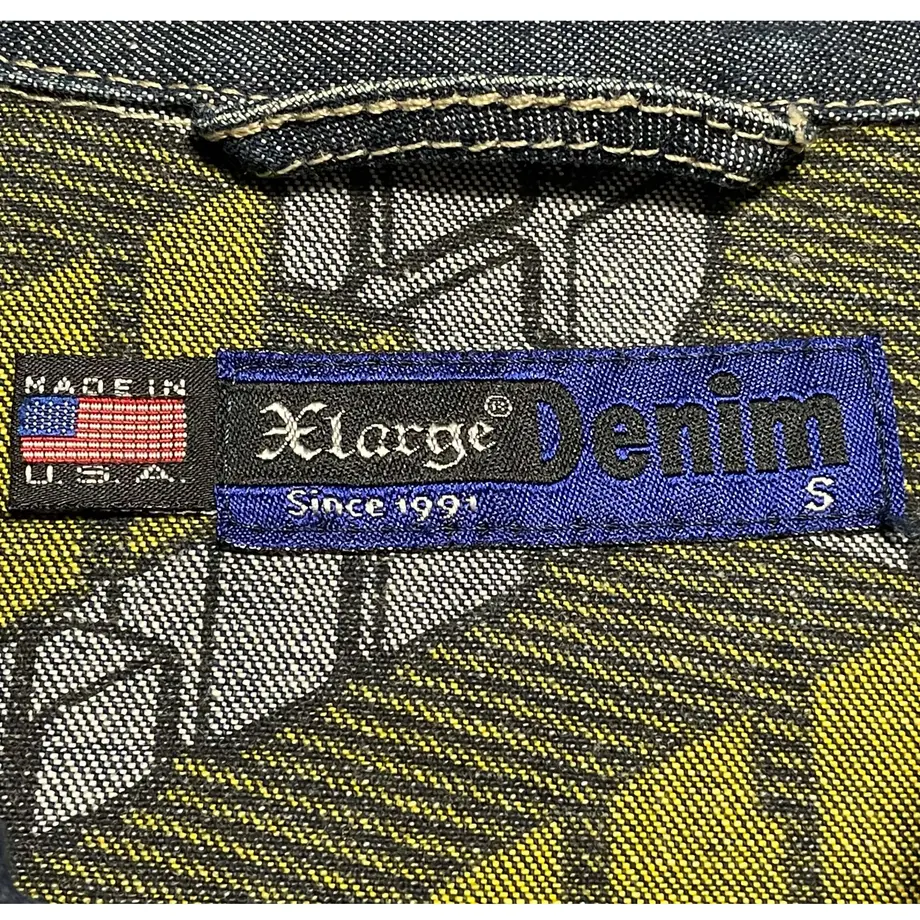 MADE IN
U.S.A.
Xlarge® Denim
Since 1991
S